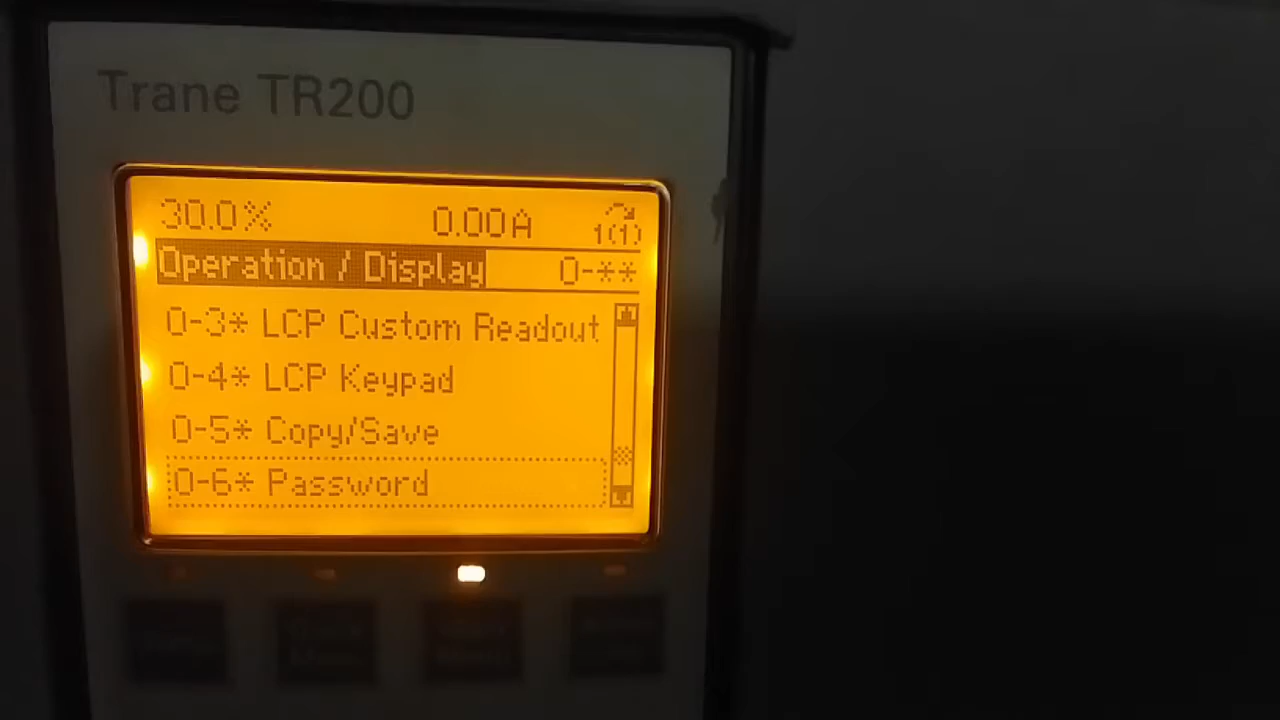 Trane TR200
30.0% 0.00A 1(1)
Operation / Display 0-**
0-3* LCP Custom Readout
0-4* LCP Keypad
0-5* Copy/Save
0-6* Password